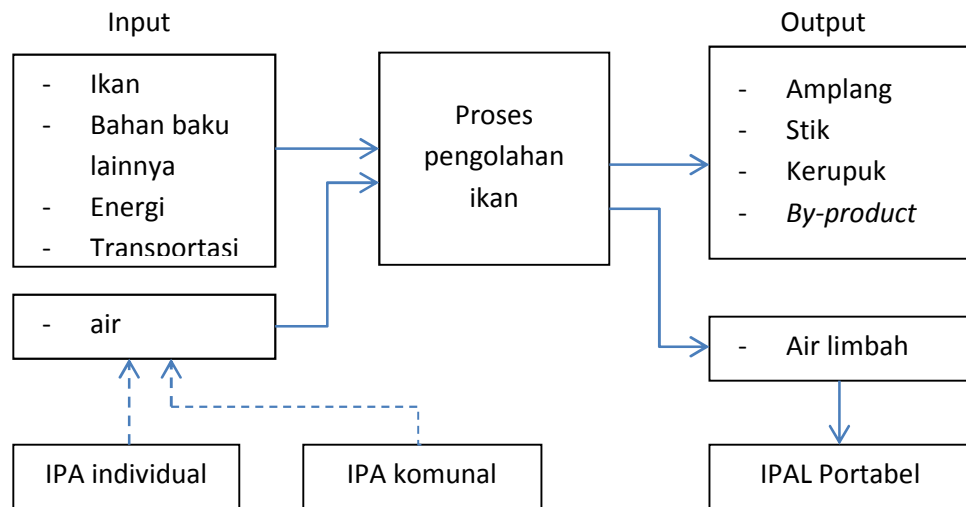 Input
- Ikan
- Bahan baku
lainnya
- Energi
- Transportasi
- air
IPA individual
IPA komunal
Proses
pengolahan
ikan
Output
- Amplang
- Stik
- Kerupuk
- By-product
- Air limbah
IPAL Portabel